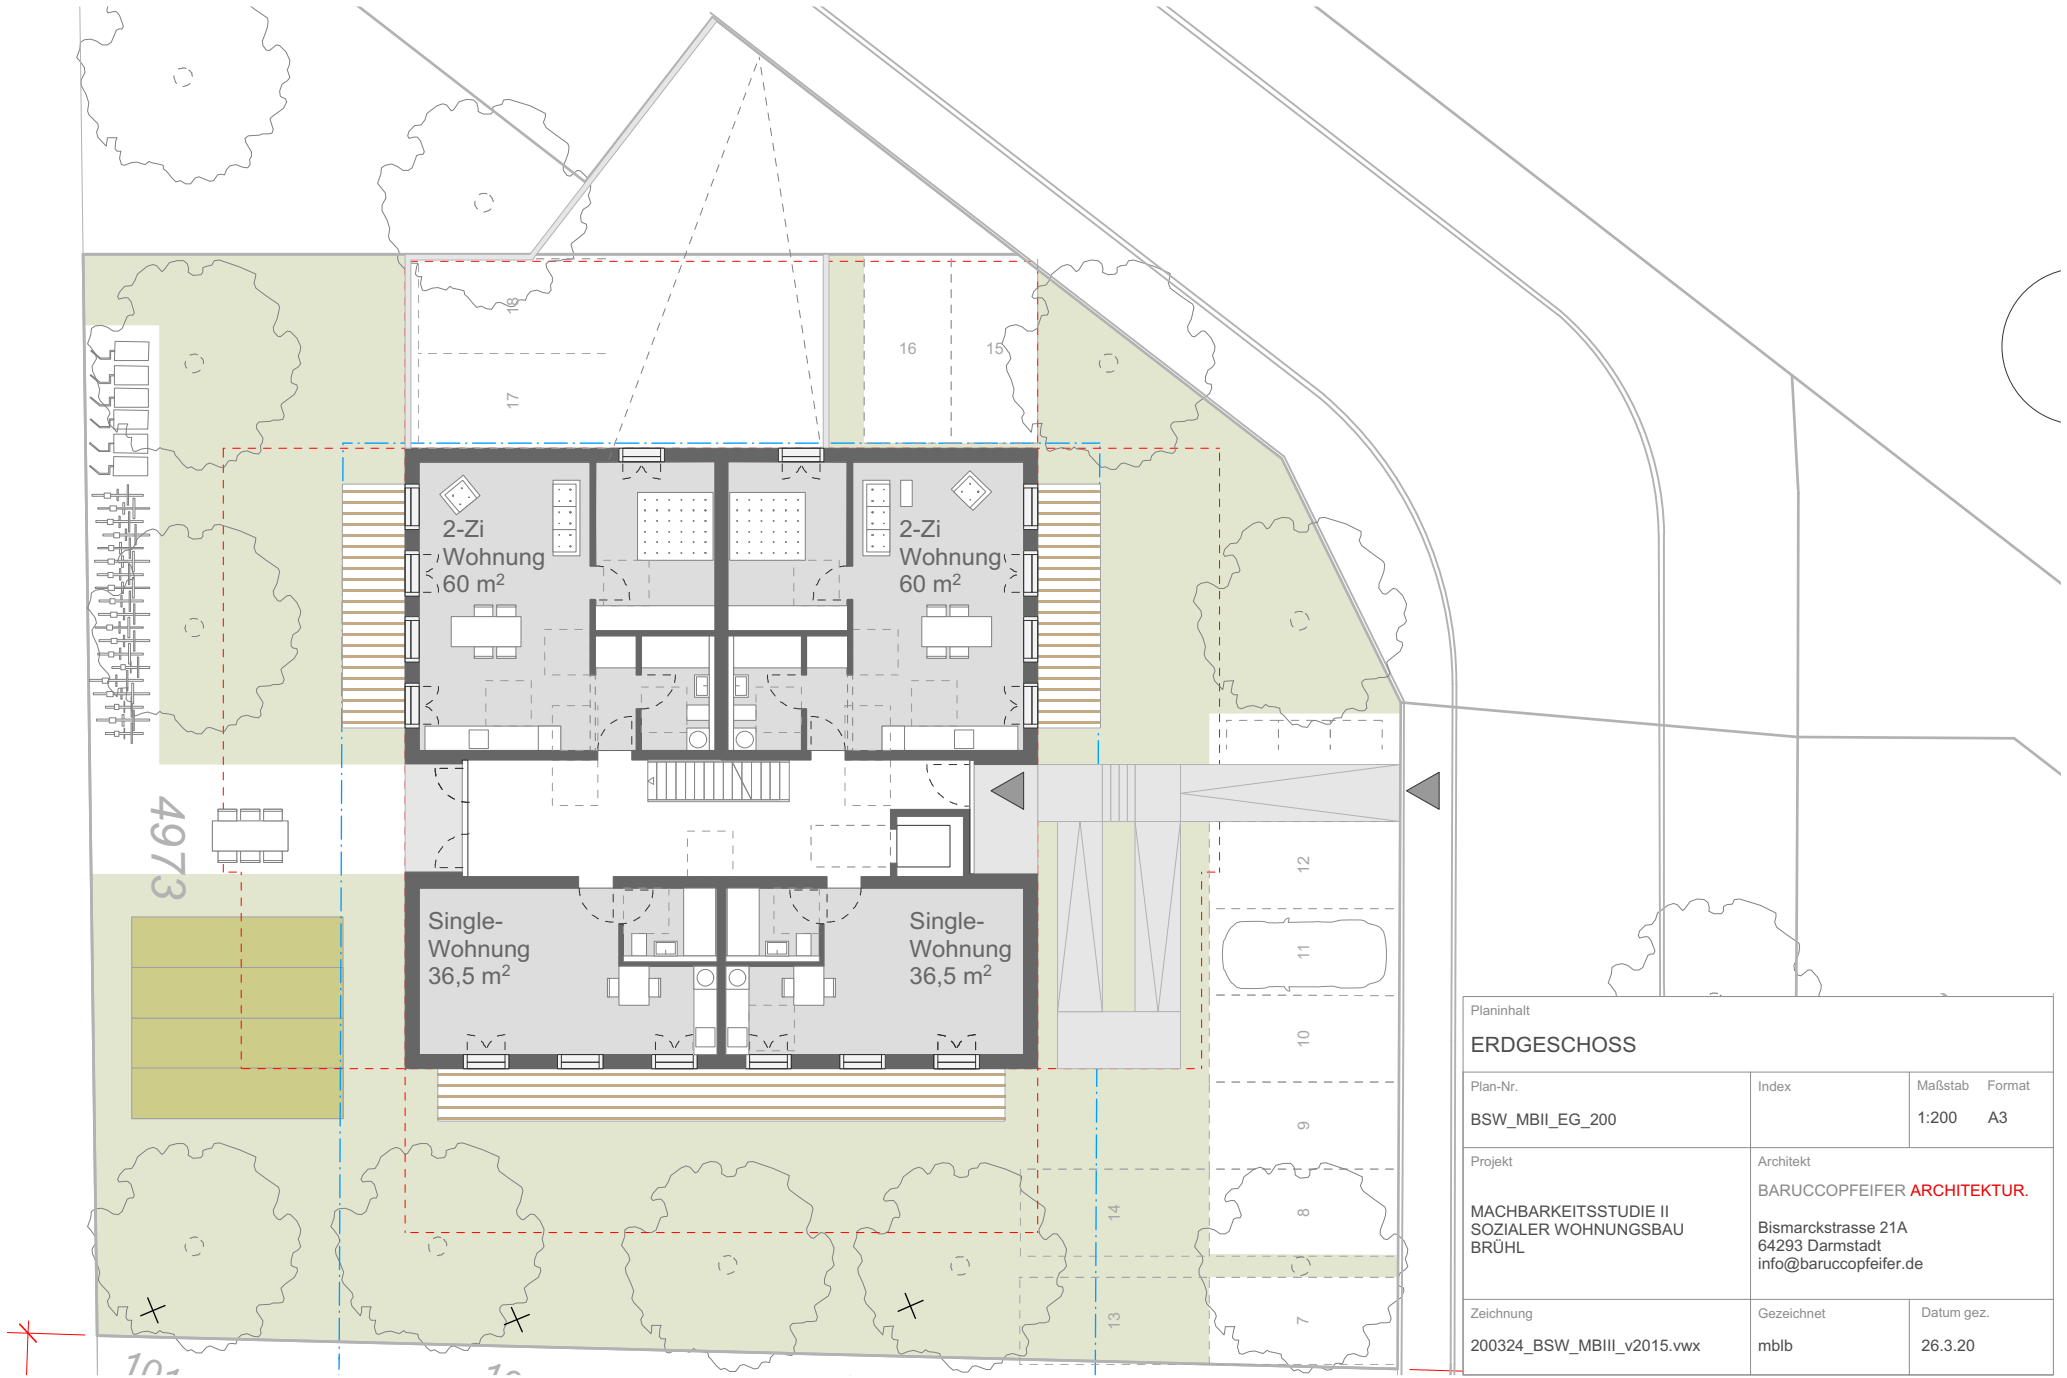 18
17
16
15
2-Zi
Wohnung
60 m²
2-Zi
Wohnung
60 m²
4973
Single-
Wohnung
36,5 m²
Single-
Wohnung
36,5 m²
12
11
10
9
8
7
14
13
Planinhalt
ERDGESCHOSS
Plan-Nr.
BSW_MBII_EG_200
Index
Maßstab Format
1:200 A3
Projekt
MACHBARKEITSSTUDIE II
SOZIALER WOHNUNGSBAU
BRÜHL
Architekt
BARUCCOPFEIFER ARCHITEKTUR.
Bismarckstrasse 21A
64293 Darmstadt
info@baruccopfeifer.de
Zeichnung
200324_BSW_MBIII_v2015.vwx
Gezeichnet
mblb
Datum gez.
26.3.20